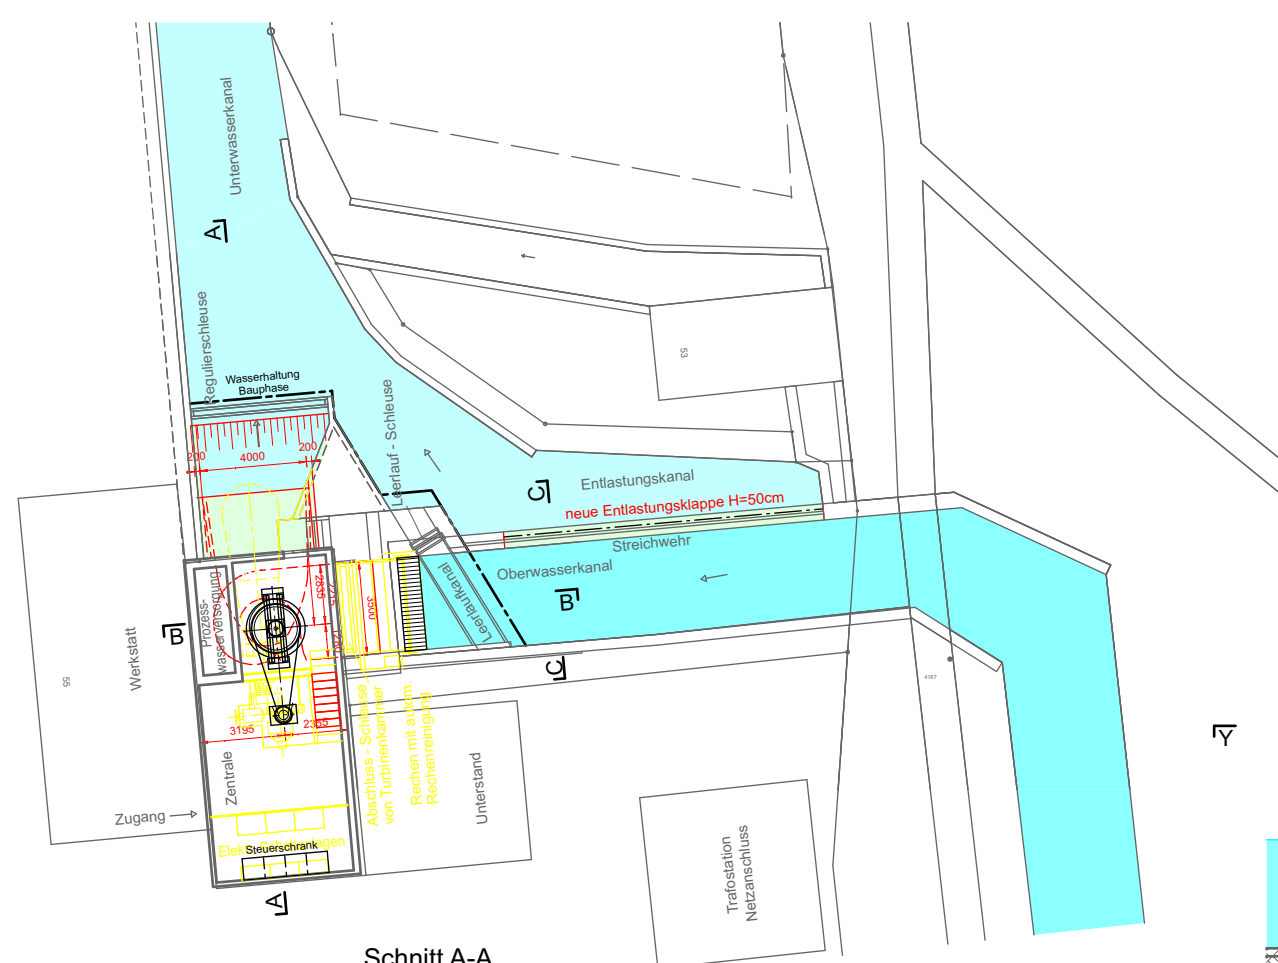 Unterwasserkanal
A
Regulierschleuse
Wasserhaltung
Bauphase
Leerlauf - Schleuse
53
200
4000
200
C
Entlastungskanal
neue Entlastungsklappe H=50cm
Streichwehr
Oberwasserkanal
Leerlaufkanal
B
B
C
Prozess-
wasserversorgung
2835
3500
Werkstatt
55
3195
2355
Zentrale
Abschluss - Schleuse
von Turbinenkammer
Rechen mit autom.
Rechenreinigung
Unterstand
Zugang
Steuerschrank
A
Trafostation
Netzanschluss
4167
Y
Schnitt A-A